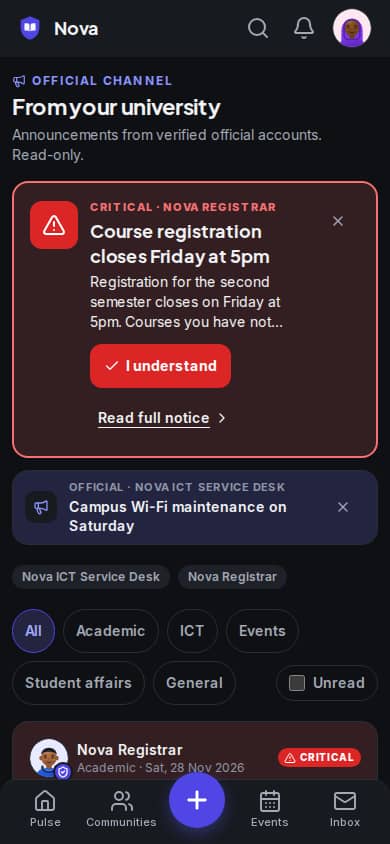 Nova
OFFICIAL CHANNEL
From your university
Announcements from verified official accounts.
Read-only.
CRITICAL · NOVA REGISTRAR
Course registration
closes Friday at 5pm
Registration for the second
semester closes on Friday at
5pm. Courses you have not...
I understand
Read full notice
OFFICIAL · NOVA ICT SERVICE DESK
Campus Wi-Fi maintenance on
Saturday
Nova ICT Service Desk Nova Registrar
All Academic ICT Events
Student affairs General Unread
Nova Registrar
Academic · Sat, 28 Nov 2026
CRITICAL
Pulse Communities Events Inbox